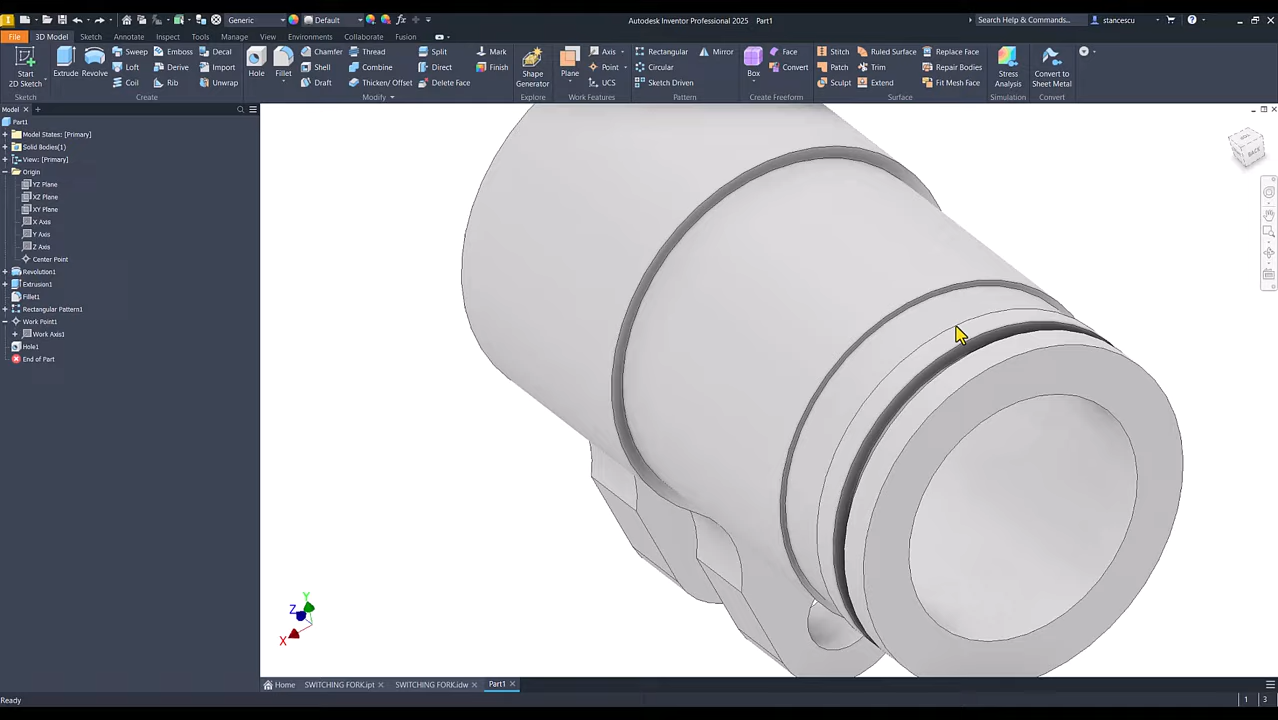 Generic
Default
Autodesk Inventor Professional 2025 Part1
Search Help & Commands...
stancescu
File
3D Model
Sketch
Annotate
Inspect
Tools
Manage
View
Environments
Collaborate
Fusion
Start
2D Sketch
Sketch
Extrude
Revolve
Sweep
Emboss
Decal
Loft
Derive
Import
Coil
Rib
Unwrap
Create
Hole
Fillet
Chamfer
Thread
Split
Shell
Combine
Direct
Draft
Thicken/ Offset
Delete Face
Modify
Mark
Finish
Shape
Generator
Explore
Plane
Axis
Point
UCS
Work Features
Rectangular
Mirror
Circular
Sketch Driven
Pattern
Box
Face
Convert
Create Freeform
Stitch
Ruled Surface
Replace Face
Patch
Trim
Repair Bodies
Sculpt
Extend
Fit Mesh Face
Surface
Stress
Analysis
Simulation
Convert to
Sheet Metal
Convert
Model
Part1
Model States: [Primary]
Solid Bodies(1)
View: [Primary]
Origin
YZ Plane
XZ Plane
XY Plane
X Axis
Y Axis
Z Axis
Center Point
Revolution1
Extrusion1
Fillet1
Rectangular Pattern1
Work Point1
Work Axis1
Hole1
End of Part
BACK
Y
Z
X
Home
SWITCHING FORK.ipt
SWITCHING FORK.idw
Part1
Ready
1
3